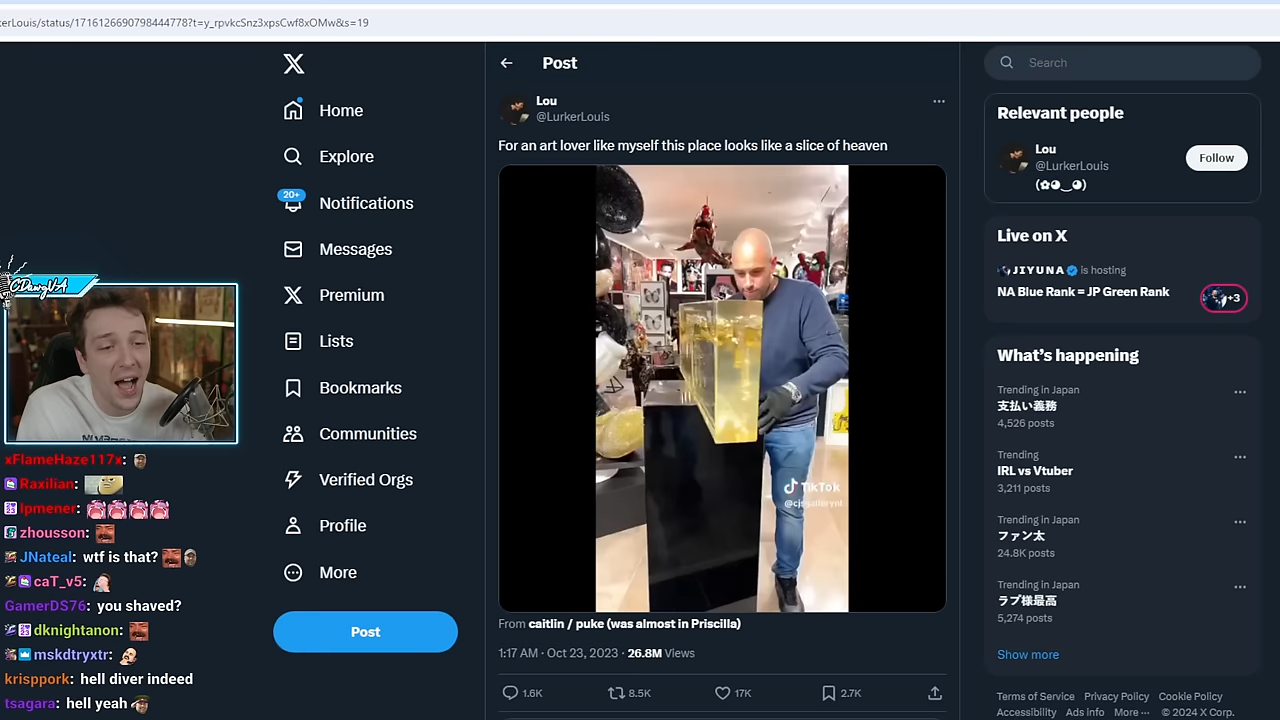 kerLouis/status/1716126690798444778?t=y_rpvkcSnz3xpsCwf8xOMw&s=19
Home
Explore
20+
Notifications
Messages
Premium
Lists
Bookmarks
Communities
Verified Orgs
Profile
More
Post
CDawgVA
xFlameHaze117x:
Raxilian:
lpmener:
zhousson:
JNateal: wtf is that?
caT_v5:
GamerDS76: you shaved?
dknightanon:
mskdtryxtr:
krisppork: hell diver indeed
tsagara: hell yeah
Post
Lou
@LurkerLouis
For an art lover like myself this place looks like a slice of heaven
TikTok
From caitlin / puke (was almost in Priscilla)
1:17 AM · Oct 23, 2023 · 26.8M Views
1.6K
8.5K
17K
2.7K
Search
Relevant people
Lou
@LurkerLouis
Follow
(✿◕‿◕)
Live on X
JIYUNA is hosting
NA Blue Rank = JP Green Rank
+3
What's happening
Trending in Japan
支払い義務
4,526 posts
Trending
IRL vs Vtuber
3,211 posts
Trending in Japan
ファン太
24.8K posts
Trending in Japan
ラプ様最高
5,274 posts
Show more
Terms of Service Privacy Policy Cookie Policy
Accessibility Ads info More ··· © 2024 X Corp.